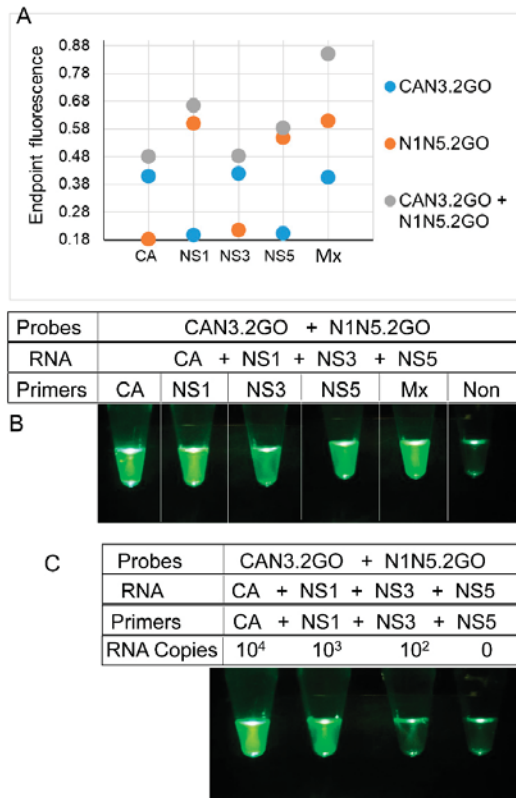 A
Endpoint fluorescence
0.88
0.78
0.68
0.58
0.48
0.38
0.28
0.18
CA NS1 NS3 NS5 Mx
CAN3.2GO
N1N5.2GO
CAN3.2GO +
N1N5.2GO
Probes CAN3.2GO + N1N5.2GO
RNA CA + NS1 + NS3 + NS5
Primers CA NS1 NS3 NS5 Mx Non
B
C
Probes CAN3.2GO + N1N5.2GO
RNA CA + NS1 + NS3 + NS5
Primers CA + NS1 + NS3 + NS5
RNA Copies 10⁴ 10³ 10² 0